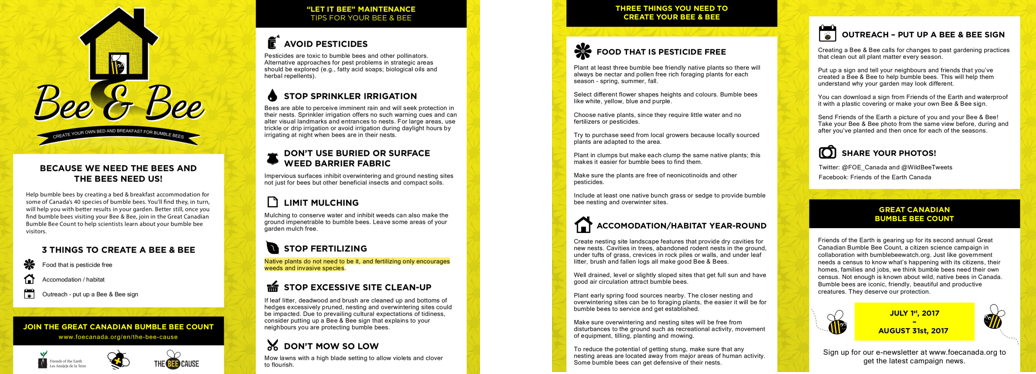 Bee & Bee
CREATE YOUR OWN BED AND BREAKFAST FOR BUMBLE BEES
BECAUSE WE NEED THE BEES AND
THE BEES NEED US!
Help bumble bees by creating a bed & breakfast accommodation for
some of Canada's 40 species of bumble bees. You'll find they, in turn,
will help you with better results in your garden. Better still, once you
find bumble bees visiting your Bee & Bee, join in the Great Canadian
Bumble Bee Count to help scientists learn about your bumble bee
visitors.
3 THINGS TO CREATE A BEE & BEE
Food that is pesticide free
Accomodation / habitat
Outreach - put up a Bee & Bee sign
JOIN THE GREAT CANADIAN BUMBLE BEE COUNT
www.foecanada.org/en/the-bee-cause
Friends of the Earth
Les Ami(e)s de la Terre
THE BEE CAUSE
"LET IT BEE" MAINTENANCE
TIPS FOR YOUR BEE & BEE
AVOID PESTICIDES
Pesticides are toxic to bumble bees and other pollinators.
Alternative approaches for pest problems in strategic areas
should be explored (e.g., fatty acid soaps; biological oils and
herbal repellents).
STOP SPRINKLER IRRIGATION
Bees are able to perceive imminent rain and will seek protection in
their nests. Sprinkler irrigation offers no such warning cues and can
alter visual landmarks and entrances to nests. For large areas, use
trickle or drip irrigation or avoid irrigation during daylight hours by
irrigating at night when bees are in their nests.
DON'T USE BURIED OR SURFACE
WEED BARRIER FABRIC
Impervious surfaces inhibit overwintering and ground nesting sites
not just for bees but other beneficial insects and compact soils.
LIMIT MULCHING
Mulching to conserve water and inhibit weeds can also make the
ground impenetrable to bumble bees. Leave some areas of your
garden mulch free.
STOP FERTILIZING
Native plants do not need to be it, and fertilizing only encourages
weeds and invasive species.
STOP EXCESSIVE SITE CLEAN-UP
If leaf litter, deadwood and brush are cleaned up and bottoms of
hedges excessively pruned, nesting and overwintering sites could
be impacted. Due to prevailing cultural expectations of tidiness,
consider putting up a Bee & Bee sign that explains to your
neighbours you are protecting bumble bees.
DON'T MOW SO LOW
Mow lawns with a high blade setting to allow violets and clover
to flourish.
THREE THINGS YOU NEED TO
CREATE YOUR BEE & BEE
FOOD THAT IS PESTICIDE FREE
Plant at least three bumble bee friendly native plants so there will
always be nectar and pollen free rich foraging plants for each
season - spring, summer, fall.
Select different flower shapes heights and colours. Bumble bees
like white, yellow, blue and purple.
Choose native plants, since they require little water and no
fertilizers or pesticides.
Try to purchase seed from local growers because locally sourced
plants are adapted to the area.
Plant in clumps but make each clump the same native plants; this
makes it easier for bumble bees to find them.
Make sure the plants are free of neonicotinoids and other
pesticides.
Include at least one native bunch grass or sedge to provide bumble
bee nesting and overwinter sites.
ACCOMODATION/HABITAT YEAR-ROUND
Create nesting site landscape features that provide dry cavities for
new nests. Cavities in trees, abandoned rodent nests in the ground,
under tufts of grass, crevices in rock piles or walls, and under leaf
litter, brush and fallen logs all make good Bee & Bees.
Well drained, level or slightly sloped sites that get full sun and have
good air circulation attract bumble bees.
Plant early spring food sources nearby. The closer nesting and
overwintering sites can be to foraging plants, the easier it will be for
bumble bees to service and get established.
Make sure overwintering and nesting sites will be free from
disturbances to the ground such as recreational activity, movement
of equipment, tilling, planting and mowing.
To reduce the potential of getting stung, make sure that any
nesting areas are located away from major areas of human activity.
Some bumble bees can get defensive of their nests.
OUTREACH – PUT UP A BEE & BEE SIGN
Creating a Bee & Bee calls for changes to past gardening practices
that clean out all plant matter every season.
Put up a sign and tell your neighbours and friends that you've
created a Bee & Bee to help bumble bees. This will help them
understand why your garden may look different.
You can download a sign from Friends of the Earth and waterproof
it with a plastic covering or make your own Bee & Bee sign.
Send Friends of the Earth a picture of you and your Bee & Bee!
Take your Bee & Bee photo from the same view before, during and
after you've planted and then once for each of the seasons.
SHARE YOUR PHOTOS!
Twitter: @FOE_Canada and @WildBeeTweets
Facebook: Friends of the Earth Canada
GREAT CANADIAN
BUMBLE BEE COUNT
Friends of the Earth is gearing up for its second annual Great
Canadian Bumble Bee Count, a citizen science campaign in
collaboration with bumblebeewatch.org. Just like government
needs a census to know what's happening with its citizens, their
homes, families and jobs. we think bumble bees need their own
census. Not enough is known about wild, native bees in Canada.
Bumble bees are iconic, friendly, beautiful and productive
creatures. They deserve our protection.
JULY 1st, 2017
–
AUGUST 31st, 2017
Sign up for our e-newsletter at www.foecanada.org to
get the latest campaign news.